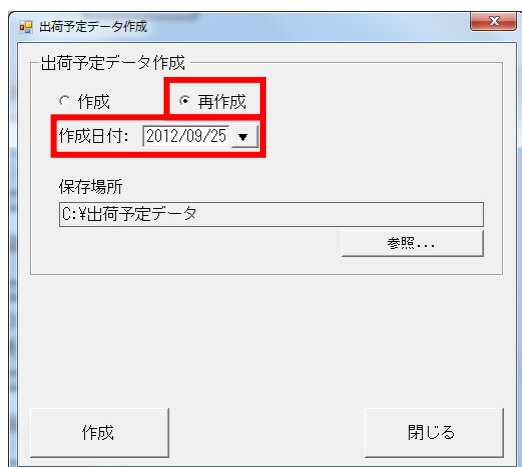 出荷予定データ作成
出荷予定データ作成
作成 再作成
作成日付: 2012/09/25
保存場所
C:¥出荷予定データ
参照...
作成 閉じる